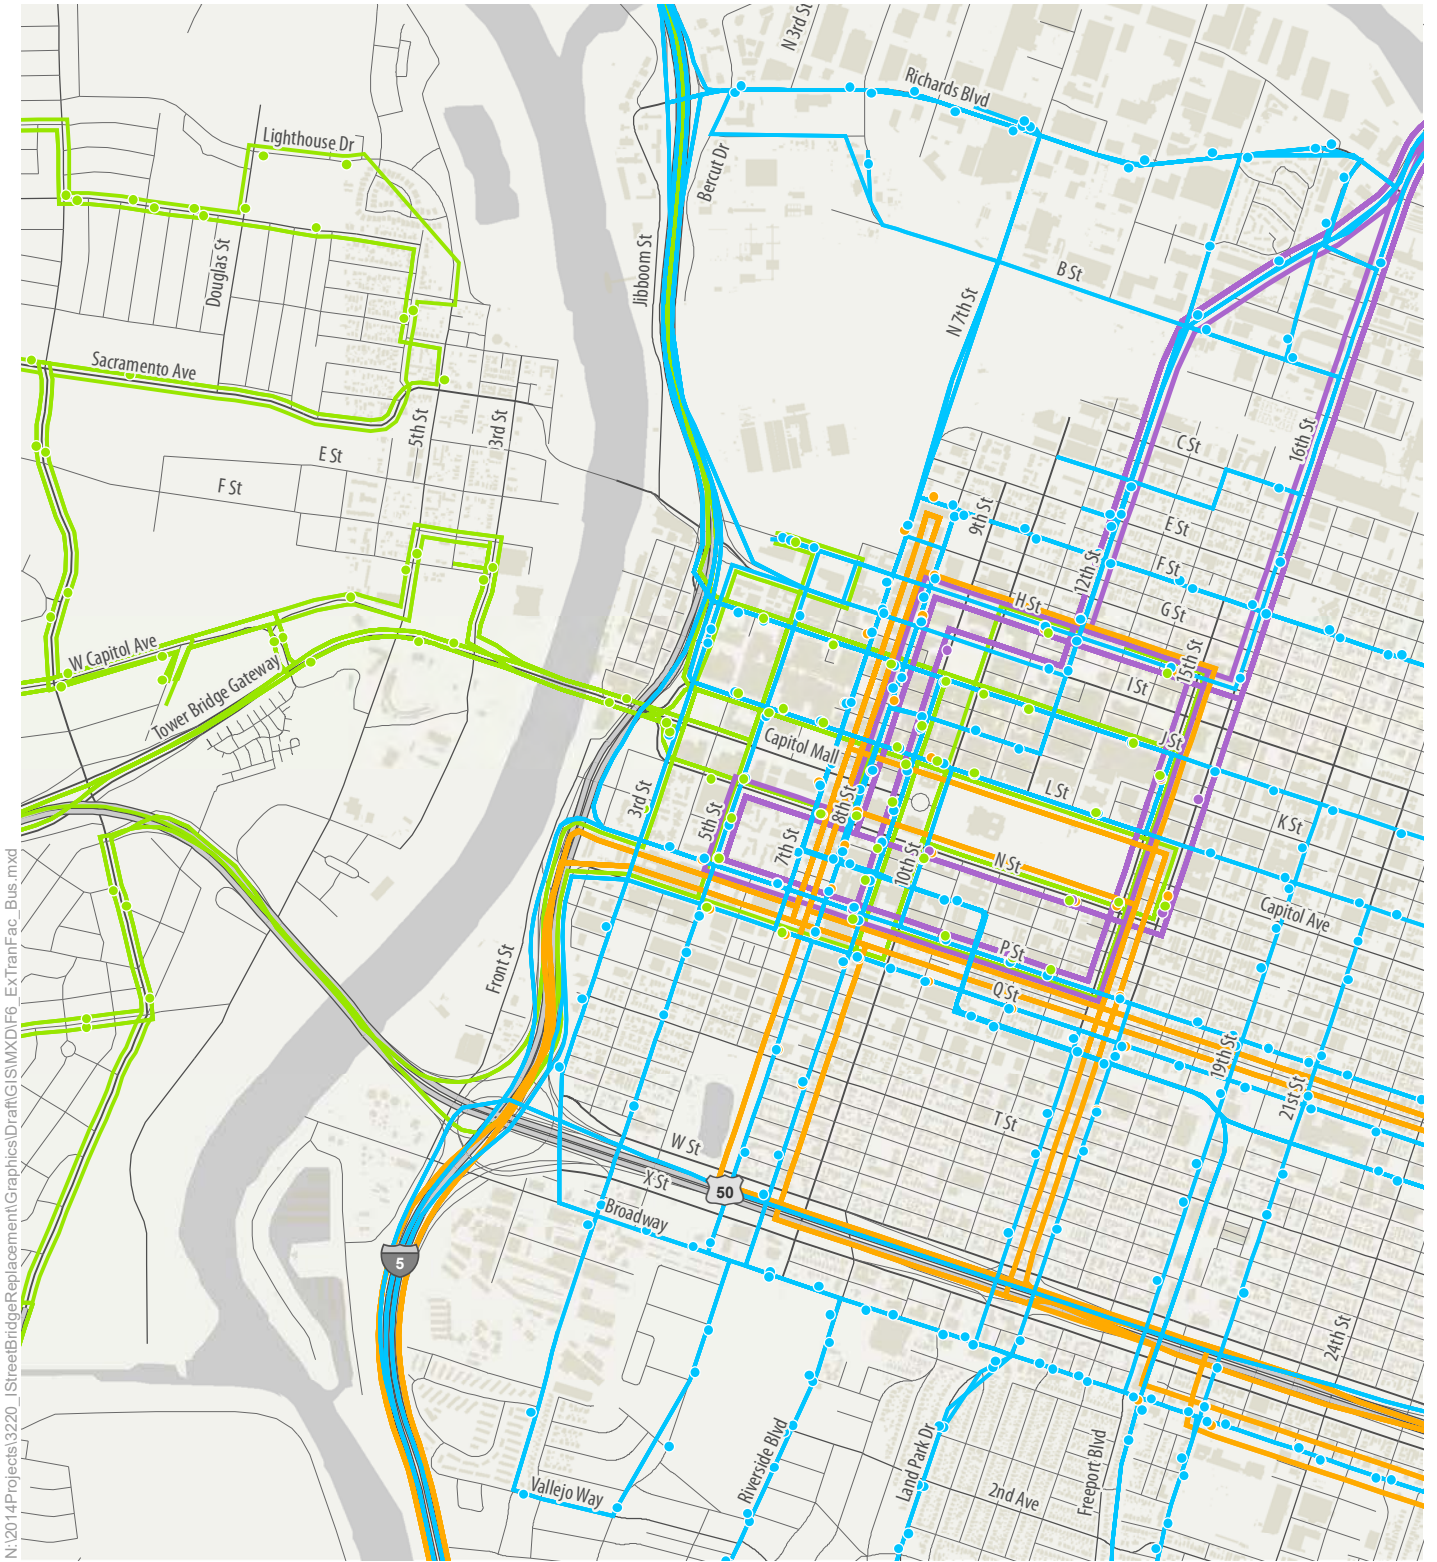 N 3rd St
Richards Blvd
Lighthouse Dr
Bercut Dr
Douglas St
Jibboom St
B St
N 7th St
Sacramento Ave
5th St
3rd St
C St
16th St
E St
F St
9th St
E St
F St
12th St
G St
H St
W Capitol Ave
15th St
I St
Tower Bridge Gateway
J St
Capitol Mall
L St
3rd St
8th St
5th St
K St
7th St
10th St
N St
Capitol Ave
P St
Front St
Q St
19th St
21st St
T St
W St
X St
50
Broadway
5
24th St
Riverside Blvd
Land Park Dr
Freeport Blvd
Vallejo Way
2nd Ave
N:\2014Projects\3220_IStreetBridgeReplacement\Graphics\Draft\GIS\MXD\F6_ExTranFac_Bus.mxd